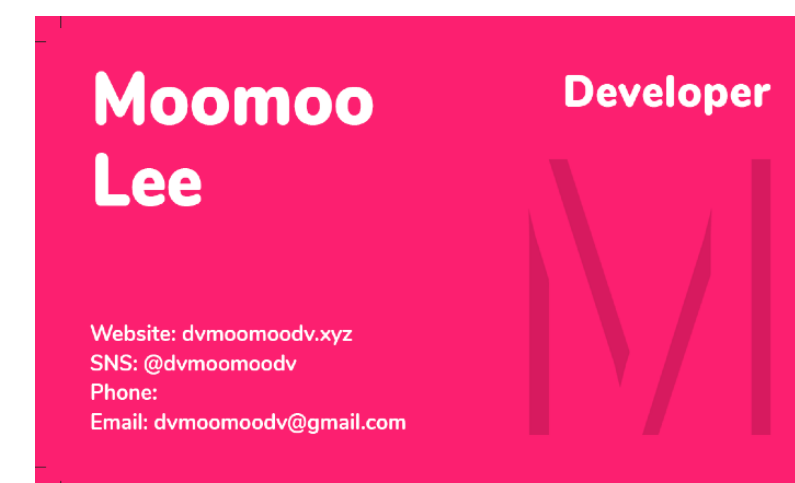 Moomoo
Lee
Developer
Website: dvmoomoodv.xyz
SNS: @dvmoomoodv
Phone:
Email: dvmoomoodv@gmail.com
M